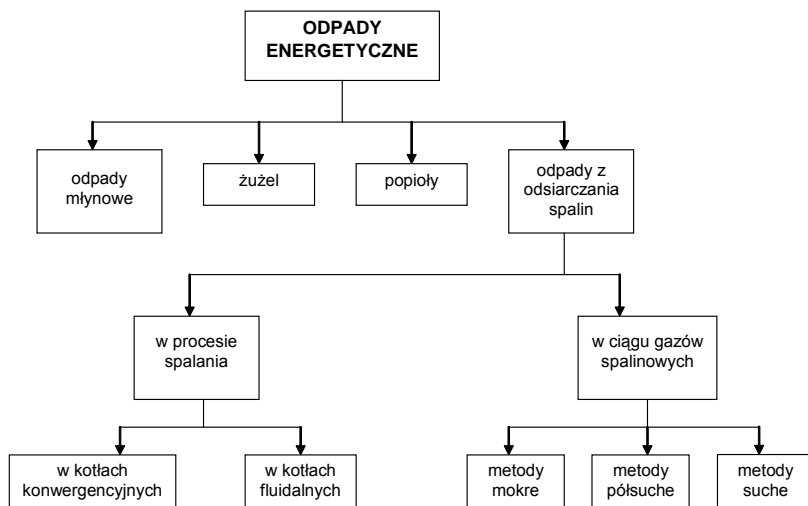 ODPADY
ENERGETYCZNE
odpady
młynowe
żużel
popioły
odpady z
odsiarczania
spalin
w procesie
spalania
w ciągu gazów
spalinowych
w kotłach
konwergencyjnych
w kotłach
fluidalnych
metody
mokre
metody
półsuche
metody
suche